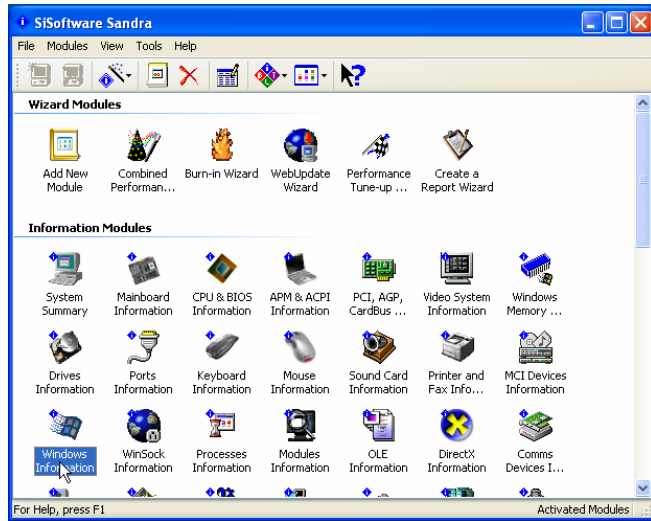 SiSoftware Sandra
File Modules View Tools Help
Wizard Modules
Add New Combined Burn-in Wizard WebUpdate Performance Create a
Module Performan... Wizard Tune-up ... Report Wizard
Information Modules
System Mainboard CPU & BIOS APM & ACPI PCI, AGP, Video System Windows
Summary Information Information Information CardBus ... Information Memory ...
Drives Ports Keyboard Mouse Sound Card Printer and MCI Devices
Information Information Information Information Information Fax Info... Information
Windows WinSock Processes Modules OLE DirectX Comms
Information Information Information Information Information Information Devices I...
For Help, press F1 Activated Modules